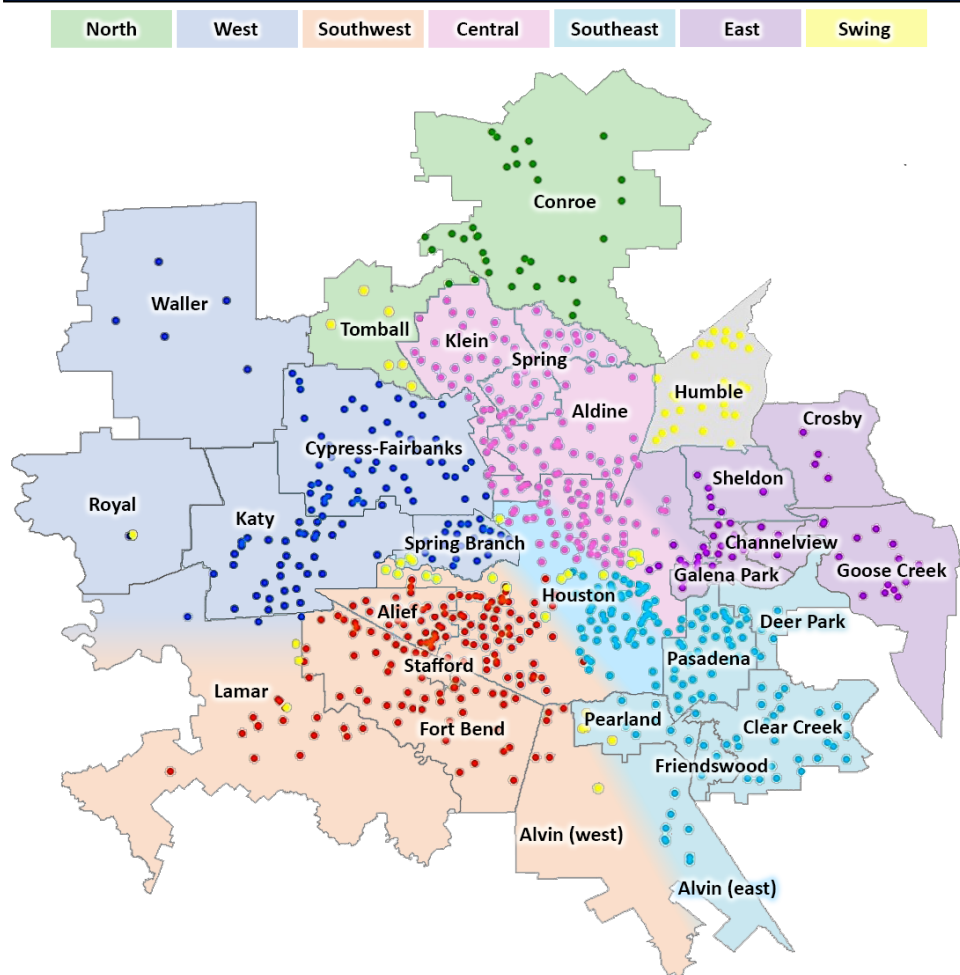 North West Southwest Central Southeast East Swing
Conroe
Waller
Tomball
Klein
Spring
Humble
Aldine
Crosby
Cypress-Fairbanks
Sheldon
Royal
Katy
Spring Branch
Channelview
Galena Park
Goose Creek
Houston
Alief
Deer Park
Stafford
Pasadena
Lamar
Fort Bend
Pearland
Clear Creek
Friendswood
Alvin (west)
Alvin (east)